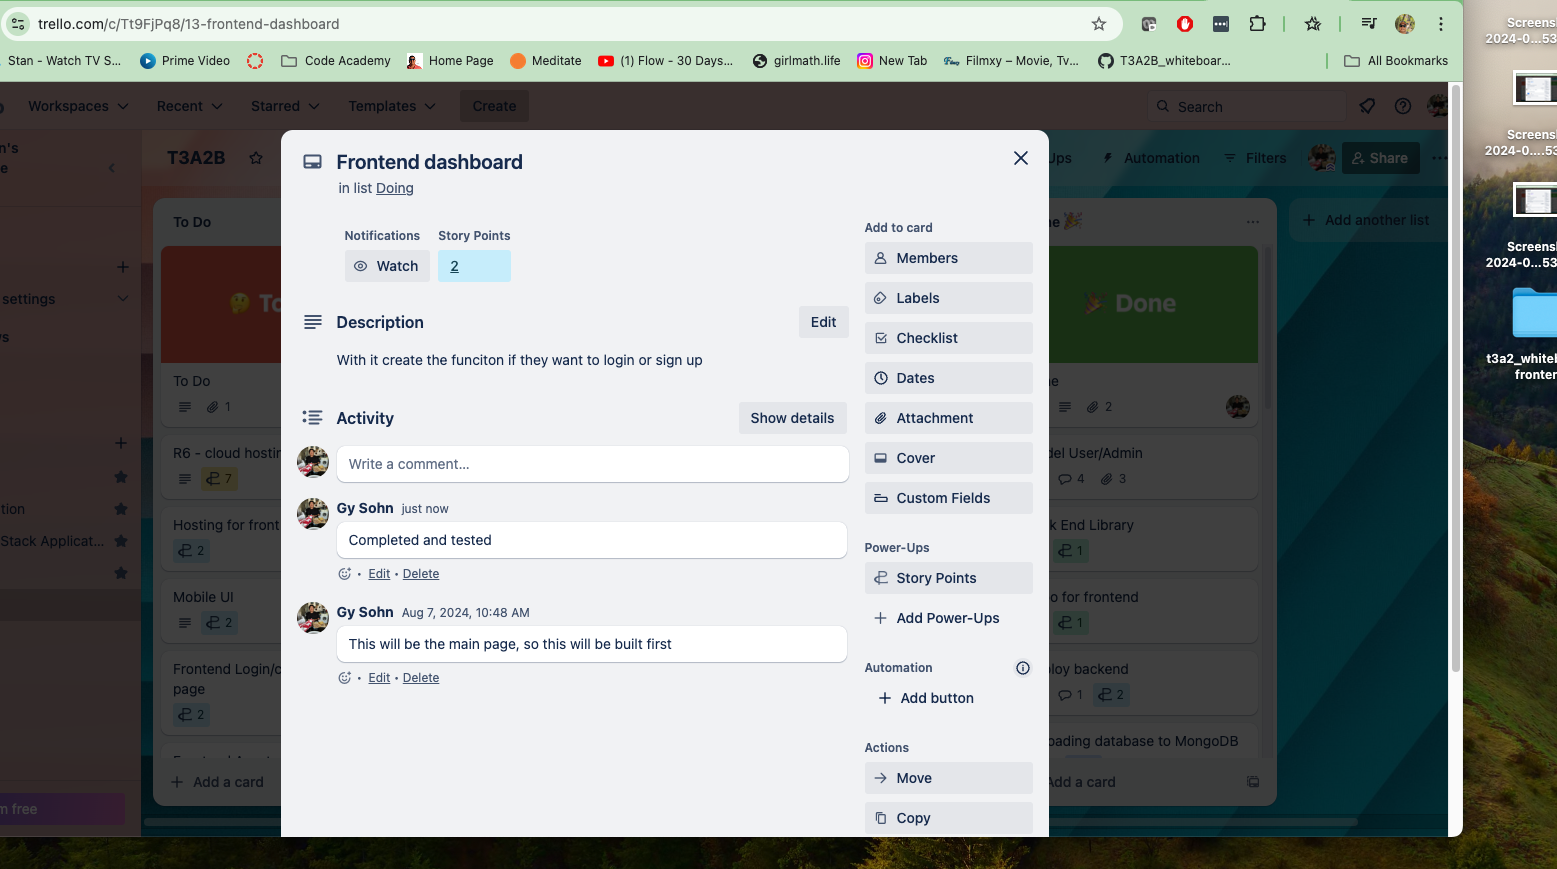 trello.com/c/Tt9FjPq8/13-frontend-dashboard
Stan - Watch TV S...
Prime Video
Code Academy
Home Page
Meditate
(1) Flow - 30 Days...
girlmath.life
New Tab
Filmxy – Movie, Tv...
T3A2B_whiteboar...
All Bookmarks
Workspaces
Recent
Starred
Templates
Create
Search
n's
e
T3A2B
Ups
Automation
Filters
Share
settings
s
tion
Stack Applicat...
m free
To Do
To
To Do
1
R6 - cloud hostin
7
Hosting for front
2
Mobile UI
2
Frontend Login/c
page
2
Add a card
Frontend dashboard
in list Doing
Notifications
Story Points
Watch
2
Description
Edit
With it create the funciton if they want to login or sign up
Activity
Show details
Write a comment...
Gy Sohn just now
Completed and tested
• Edit • Delete
Gy Sohn Aug 7, 2024, 10:48 AM
This will be the main page, so this will be built first
• Edit • Delete
Add to card
Members
Labels
Checklist
Dates
Attachment
Cover
Custom Fields
Power-Ups
Story Points
Add Power-Ups
Automation
Add button
Actions
Move
Copy
ne
Done
ne
2
del User/Admin
4
3
k End Library
1
o for frontend
1
loy backend
1
2
oading database to MongoDB
Add a card
Add another list
Screens
2024-0...53
Screens
2024-0....53
Screens
2024-0...53
t3a2_whiteb
fronten